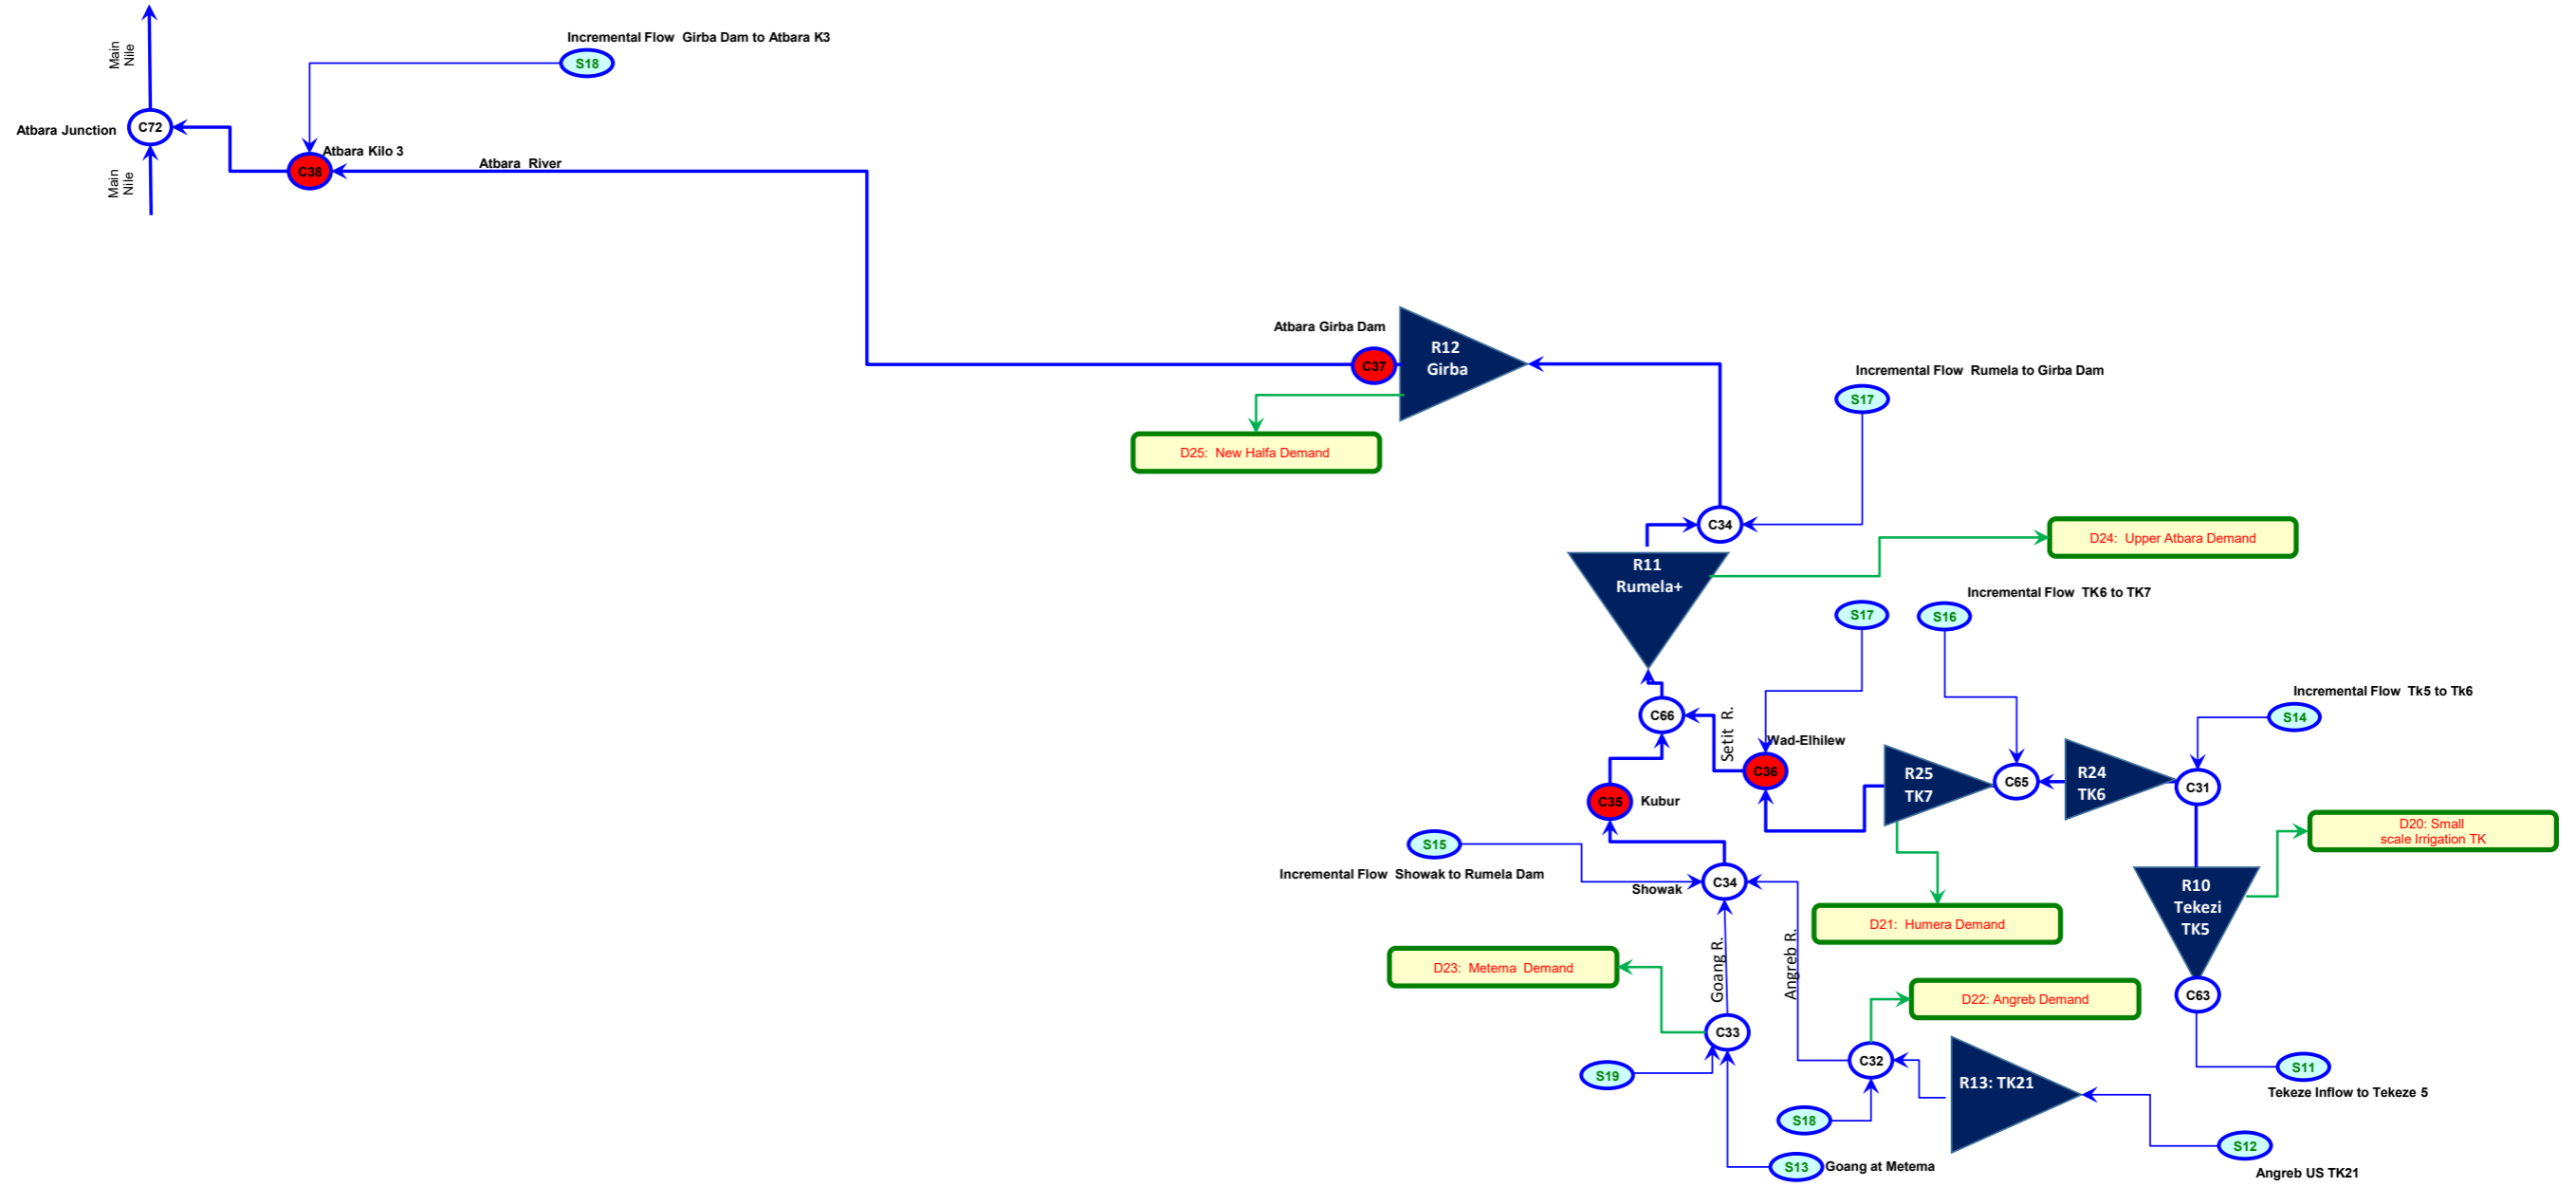 Main
Nile
Incremental Flow  Girba Dam to Atbara K3
S18
C72
Atbara Junction
Atbara Kilo 3
C38
Atbara  River
Main
Nile
Atbara Girba Dam
R12
Girba
C37
Incremental Flow  Rumela to Girba Dam
S17
D25:  New Halfa Demand
C34
D24:  Upper Atbara Demand
R11
Rumela+
Incremental Flow  TK6 to TK7
S17
S16
Incremental Flow  Tk5 to Tk6
S14
C66
Setit  R.
Wad-Elhilew
C36
R25
TK7
C65
R24
TK6
C31
C35
Kubur
D20: Small
scale Irrigation TK
S15
Incremental Flow  Showak to Rumela Dam
Showak
C34
R10
Tekezi
TK5
D21:  Humera Demand
D23:  Metema  Demand
Goang R.
Angreb R.
C63
D22: Angreb Demand
C33
C32
S19
R13: TK21
S11
Tekeze Inflow to Tekeze 5
S18
S12
S13
Goang at Metema
Angreb US TK21